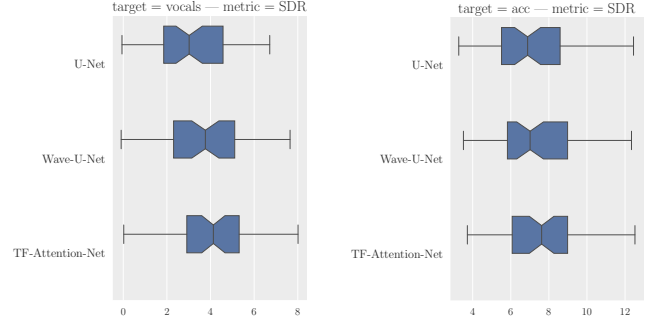 target = vocals — metric = SDR
U-Net
Wave-U-Net
TF-Attention-Net
0 2 4 6 8
target = acc — metric = SDR
U-Net
Wave-U-Net
TF-Attention-Net
4 6 8 10 12